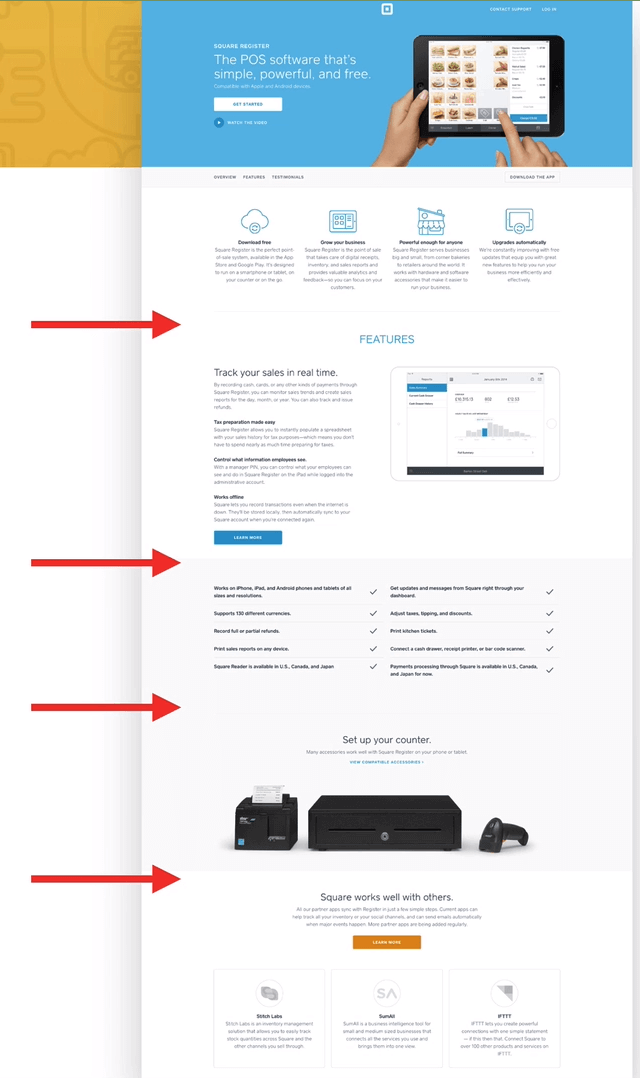 CONTACT SUPPORT
LOG IN
SQUARE REGISTER
The POS software that's
simple, powerful, and free.
Compatible with Apple and Android devices.
GET STARTED
WATCH THE VIDEO
OVERVIEW
FEATURES
TESTIMONIALS
DOWNLOAD THE APP
Download free
Square Register is the perfect point
of sale system, available in the App
Store and Google Play. It's designed
to run on a smartphone or tablet, on
your counter or on the go.
Grow your business
Square Register is the point of sale
that takes care of digital receipts,
inventory, and sales reports and
provides valuable analytics and
feedback—so you can focus on your
customers.
Powerful enough for anyone
Square Register serves businesses
big and small, from corner bakeries
to retailers around the world. It
works with hardware and software
accessories that make it easier to
run your business.
Upgrades automatically
We're constantly improving with free
updates that equip you with great
new features to help you run your
business more efficiently and
effectively.
FEATURES
Track your sales in real time.
By recording cash, cards, or any other kinds of payments through
Square Register, you can monitor sales trends and create sales
reports for the day, month, or year. You can also track and issue
refunds.
Tax preparation made easy
Square Register allows you to instantly populate a spreadsheet
with your sales history for tax purposes—which means you don't
have to spend nearly as much time preparing for taxes.
Control what information employees see.
With a manager PIN, you can control what your employees can
see and do in Square Register on the iPad while logged into the
administrative account.
Works offline
Square lets you record transactions even when the internet is
down. They'll be stored locally, then automatically sync to your
Square account when you're connected again.
LEARN MORE
Works on iPhone, iPad, and Android phones and tablets of all
sizes and resolutions.
Supports 130 different currencies.
Record full or partial refunds.
Print sales reports on any device.
Square Reader is available in U.S., Canada, and Japan
Get updates and messages from Square right through your
dashboard.
Adjust taxes, tipping, and discounts.
Print kitchen tickets.
Connect a cash drawer, receipt printer, or bar code scanner.
Payments processing through Square is available in U.S., Canada,
and Japan for now.
Set up your counter.
Many accessories work well with Square Register on your phone or tablet.
VIEW COMPATIBLE ACCESSORIES ›
Square works well with others.
All our partner apps sync with Register in just a few simple steps. Current apps can
help track all your inventory or your social channels, and can send emails automatically
when major events happen. More partner apps are being added regularly.
LEARN MORE
SA
Stitch Labs
Stitch Labs is an inventory management
solution that allows you to easily track
stock quantities across Square and the
other channels you sell through.
SumAll
SumAll is a business intelligence tool for
small and medium sized businesses that
connects all the services you use and
brings them into one view.
IFTTT
IFTTT lets you create powerful
connections with one simple statement
— if this then that. Connect Square to
over 100 other products and services on
IFTTT.